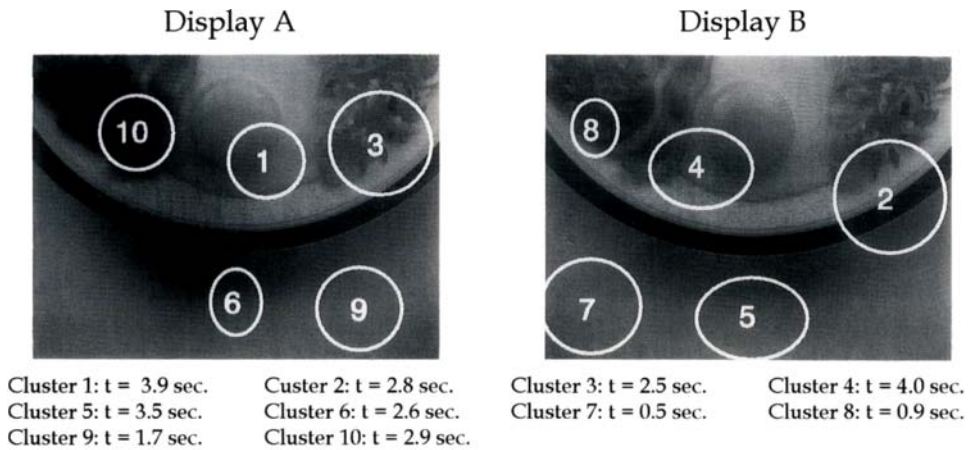 Display A
Display B
10
1
3
6
9
8
4
2
7
5
Cluster 1: t = 3.9 sec. Custer 2: t = 2.8 sec.
Cluster 5: t = 3.5 sec. Cluster 6: t = 2.6 sec.
Cluster 9: t = 1.7 sec. Cluster 10: t = 2.9 sec.
Cluster 3: t = 2.5 sec. Cluster 4: t = 4.0 sec.
Cluster 7: t = 0.5 sec. Cluster 8: t = 0.9 sec.